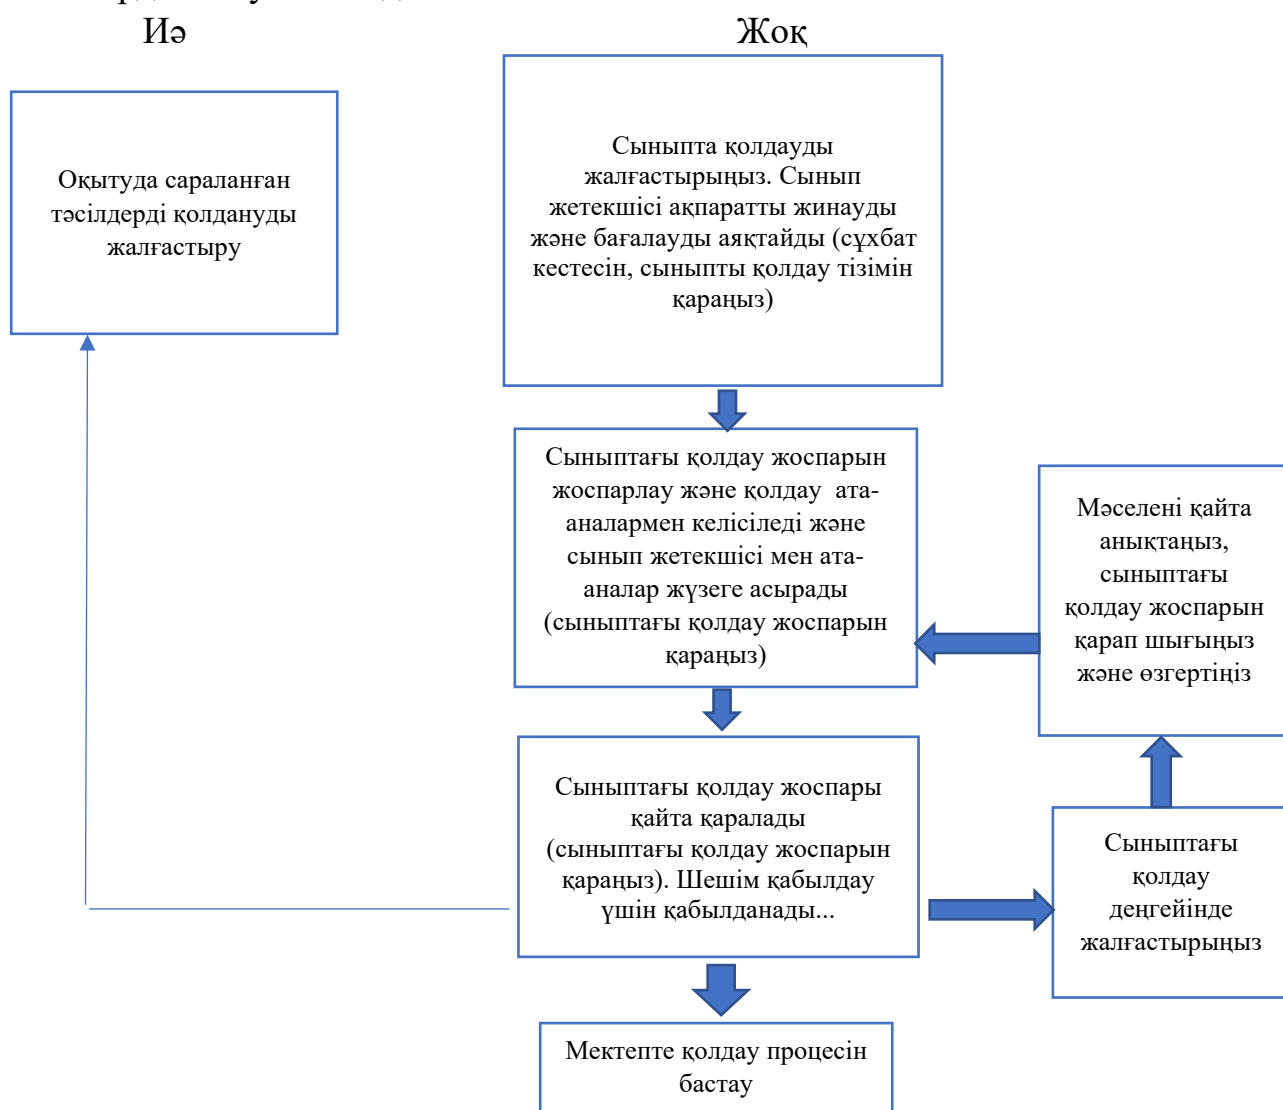 Иә
Жоқ
Оқытуда сараланған
тәсілдерді қолдануды
жалғастыру
Сыныпта қолдауды
жалғастырыңыз. Сынып
жетекшісі ақпаратты жинауды
және бағалауды аяқтайды (сұхбат
кестесін, сыныпты қолдау тізімін
қараңыз)
Сыныптағы қолдау жоспарын
жоспарлау және қолдау ата-
аналармен келісіледі және
сынып жетекшісі мен ата-
аналар жүзеге асырады
(сыныптағы қолдау жоспарын
қараңыз)
Мәселені қайта
анықтаңыз,
сыныптағы
қолдау жоспарын
қарап шығыңыз
және өзгертіңіз
Сыныптағы қолдау жоспары
қайта қаралады
(сыныптағы қолдау жоспарын
қараңыз). Шешім қабылдау
үшін қабылданады...
Сыныптағы
қолдау
деңгейінде
жалғастырыңыз
Мектепте қолдау процесін
бастау